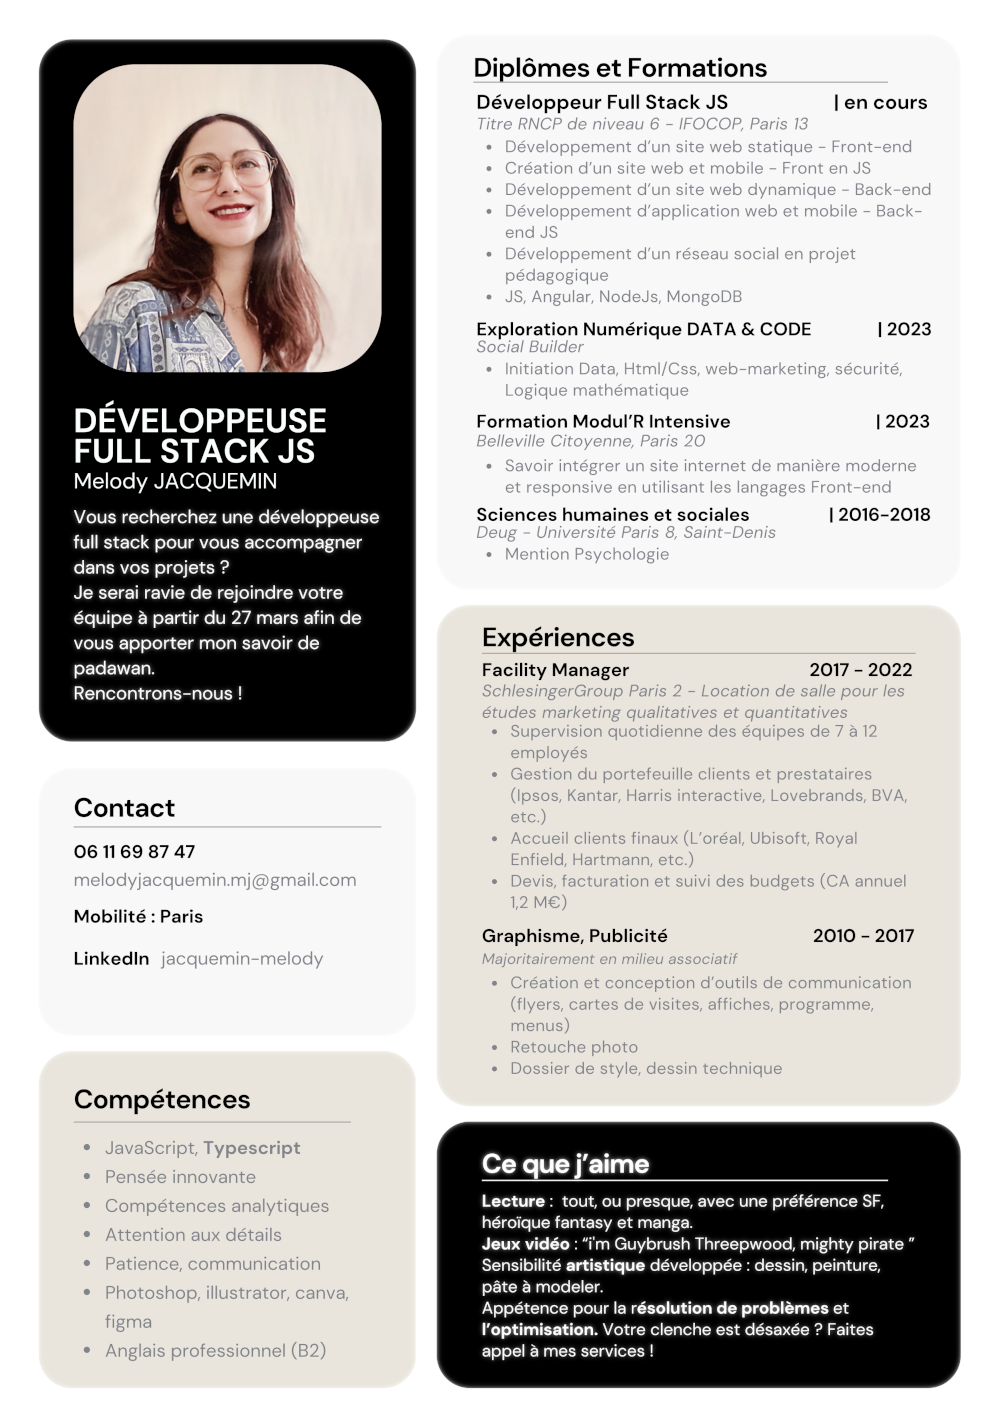 DÉVELOPPEUSE
FULL STACK JS
Melody JACQUEMIN
Vous recherchez une développeuse
full stack pour vous accompagner
dans vos projets ?
Je serai ravie de rejoindre votre
équipe à partir du 27 mars afin de
vous apporter mon savoir de
padawan.
Rencontrons-nous !
Contact
06 11 69 87 47
melodyjacquemin.mj@gmail.com
Mobilité : Paris
LinkedIn jacquemin-melody
Compétences
• JavaScript, Typescript
• Pensée innovante
• Compétences analytiques
• Attention aux détails
• Patience, communication
• Photoshop, illustrator, canva,
figma
• Anglais professionnel (B2)
Diplômes et Formations
Développeur Full Stack JS | en cours
Titre RNCP de niveau 6 - IFOCOP, Paris 13
• Développement d'un site web statique - Front-end
• Création d'un site web et mobile - Front en JS
• Développement d'un site web dynamique - Back-end
• Développement d'application web et mobile - Back-
end JS
• Développement d'un réseau social en projet
pédagogique
• JS, Angular, NodeJs, MongoDB
Exploration Numérique DATA & CODE | 2023
Social Builder
• Initiation Data, Html/Css, web-marketing, sécurité,
Logique mathématique
Formation Modul'R Intensive | 2023
Belleville Citoyenne, Paris 20
• Savoir intégrer un site internet de manière moderne
et responsive en utilisant les langages Front-end
Sciences humaines et sociales | 2016-2018
Deug - Université Paris 8, Saint-Denis
• Mention Psychologie
Expériences
Facility Manager 2017 - 2022
SchlesingerGroup Paris 2 - Location de salle pour les
études marketing qualitatives et quantitatives
• Supervision quotidienne des équipes de 7 à 12
employés
• Gestion du portefeuille clients et prestataires
(Ipsos, Kantar, Harris interactive, Lovebrands, BVA,
etc.)
• Accueil clients finaux (L'oréal, Ubisoft, Royal
Enfield, Hartmann, etc.)
• Devis, facturation et suivi des budgets (CA annuel
1,2 M€)
Graphisme, Publicité 2010 - 2017
Majoritairement en milieu associatif
• Création et conception d'outils de communication
(flyers, cartes de visites, affiches, programme,
menus)
• Retouche photo
• Dossier de style, dessin technique
Ce que j'aime
Lecture : tout, ou presque, avec une préférence SF,
héroïque fantasy et manga.
Jeux vidéo : “i'm Guybrush Threepwood, mighty pirate ”
Sensibilité artistique développée : dessin, peinture,
pâte à modeler.
Appétence pour la résolution de problèmes et
l'optimisation. Votre clenche est désaxée ? Faites
appel à mes services !